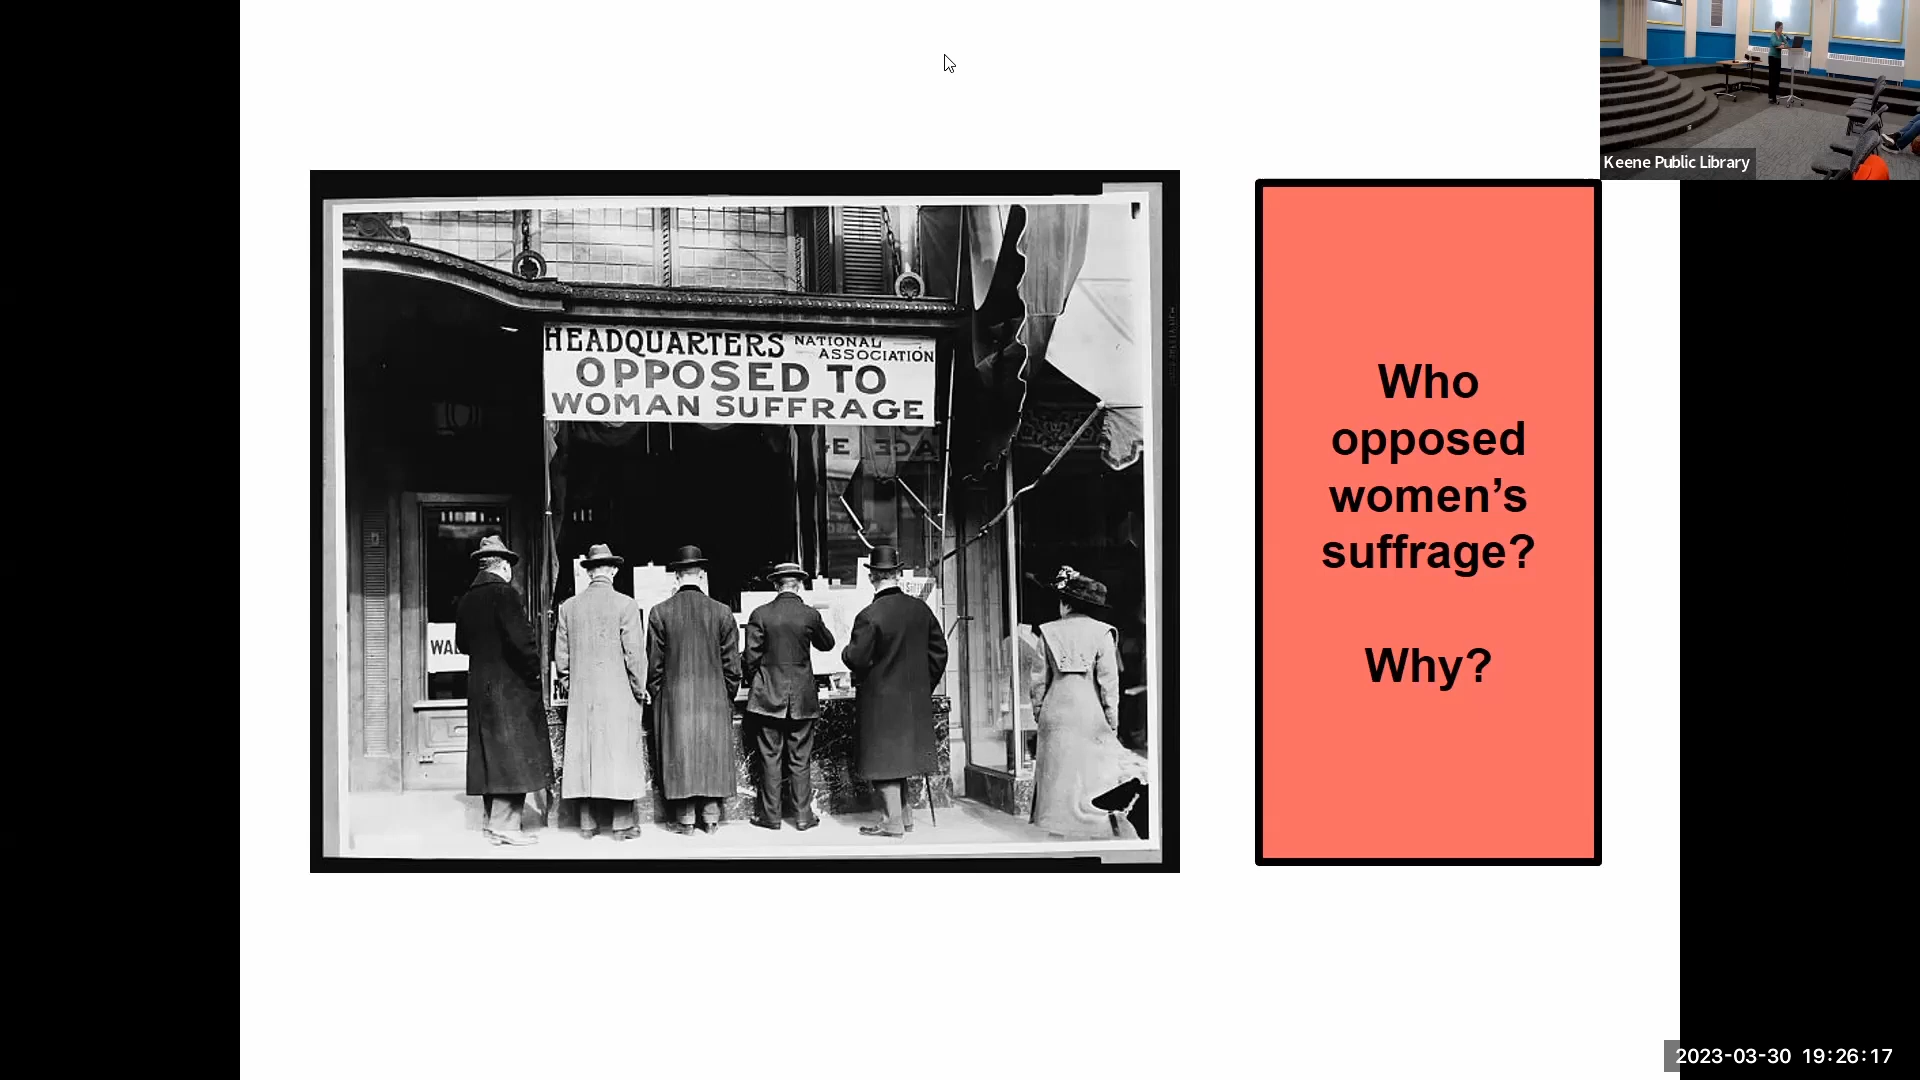 Keene Public Library
HEADQUARTERS NATIONAL ASSOCIATION
OPPOSED TO
WOMAN SUFFRAGE
WAL
Who
opposed
women’s
suffrage?
Why?
2023-03-30 19:26:17